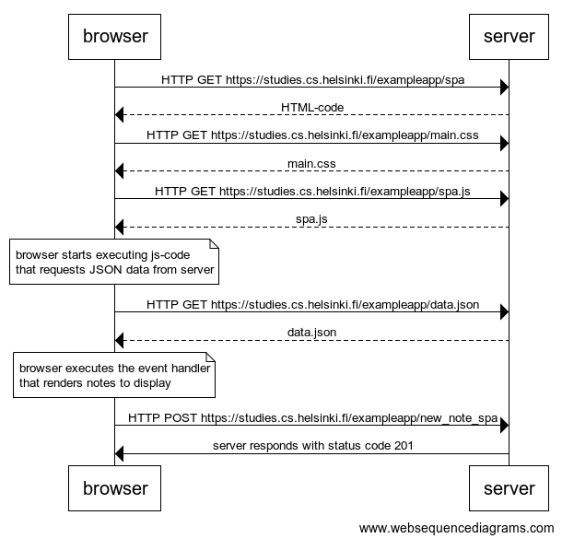 browser
server
HTTP GET https://studies.cs.helsinki.fi/exampleapp/spa
HTML-code
HTTP GET https://studies.cs.helsinki.fi/exampleapp/main.css
main.css
HTTP GET https://studies.cs.helsinki.fi/exampleapp/spa.js
spa.js
browser starts executing js-code
that requests JSON data from server
HTTP GET https://studies.cs.helsinki.fi/exampleapp/data.json
data.json
browser executes the event handler
that renders notes to display
HTTP POST https://studies.cs.helsinki.fi/exampleapp/new_note_spa
server responds with status code 201
browser
server
www.websequencediagrams.com